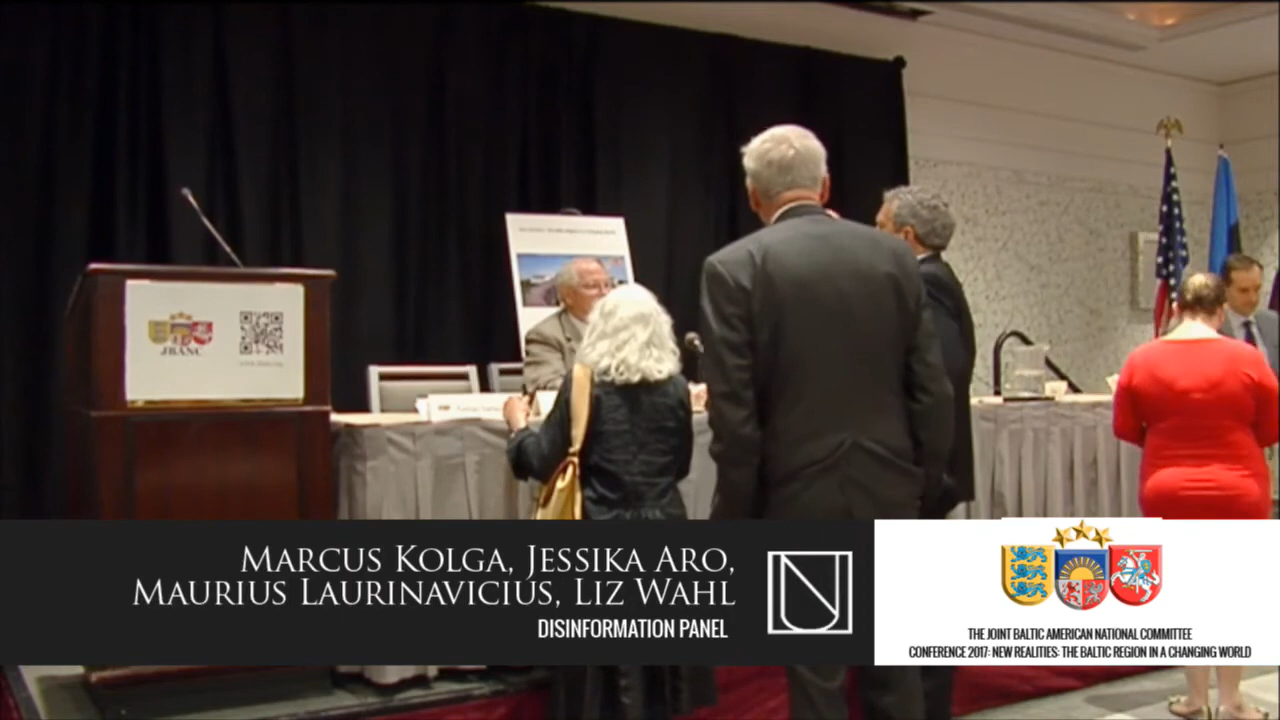 JBANC
MARCUS KOLGA, JESSIKA ARO,
MAURIUS LAURINAVICIUS, LIZ WAHL
DISINFORMATION PANEL
THE JOINT BALTIC AMERICAN NATIONAL COMMITTEE
CONFERENCE 2017: NEW REALITIES: THE BALTIC REGION IN A CHANGING WORLD